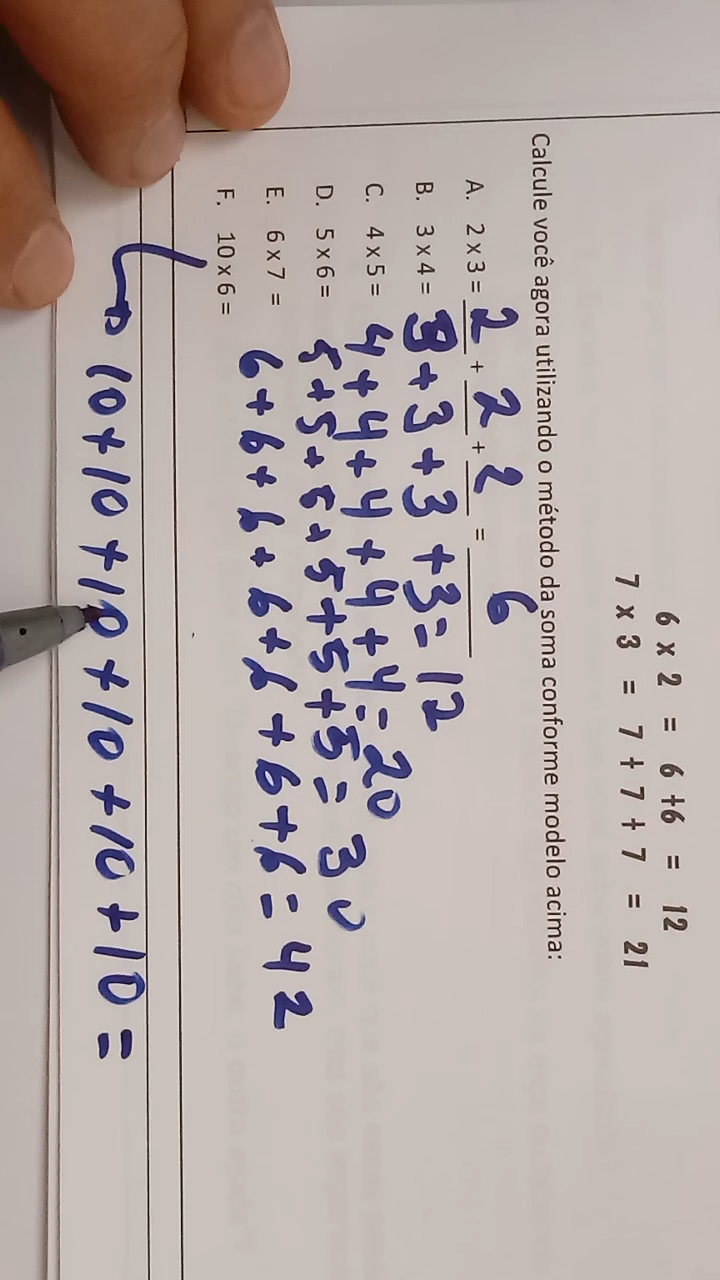 6 x 2 = 6 +6 = 12
7 x 3 = 7 + 7 + 7 = 21
Calcule você agora utilizando o método da soma conforme modelo acima:
A. 2 x 3 = 2 + 2 + 2 = 6
B. 3 x 4 = 3 + 3 + 3 + 3 = 12
C. 4 x 5 = 4 + 4 + 4 + 4 + 4 = 20
D. 5 x 6 = 5 + 5 + 5 + 5 + 5 + 5 = 30
E. 6 x 7 = 6 + 6 + 6 + 6 + 6 + 6 + 6 = 42
F. 10 x 6 =
10 + 10 + 10 + 10 + 10 + 10 =